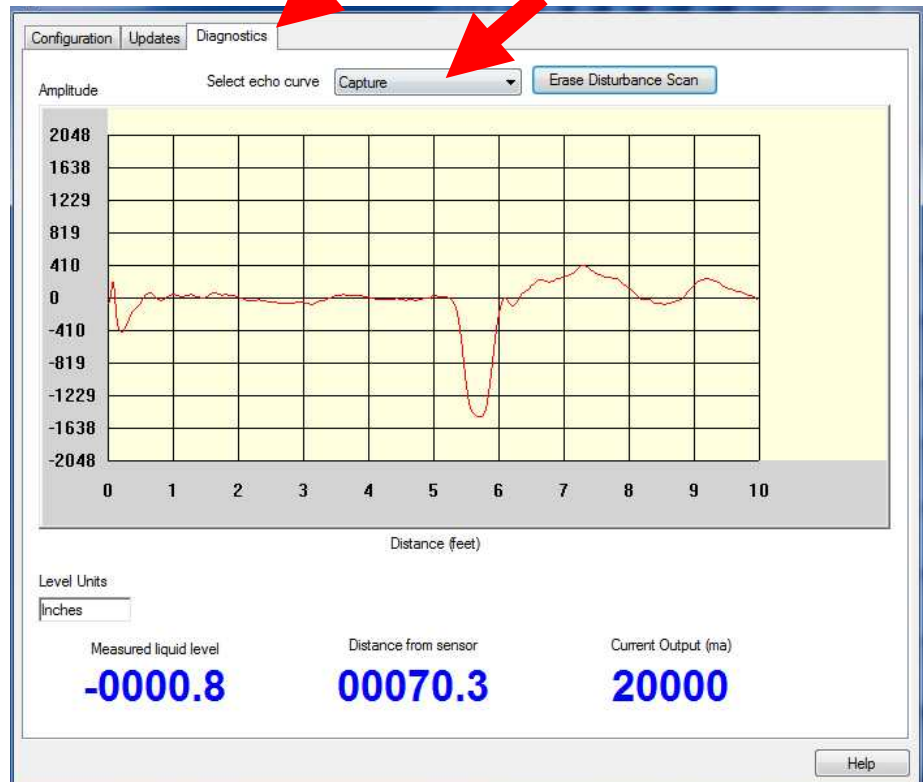 Configuration Updates Diagnostics
Amplitude Select echo curve Capture Erase Disturbance Scan
2048
1638
1229
819
410
0
-410
-819
-1229
-1638
-2048
0 1 2 3 4 5 6 7 8 9 10
Distance (feet)
Level Units
Inches
Measured liquid level Distance from sensor Current Output (ma)
-0000.8 00070.3 20000
Help